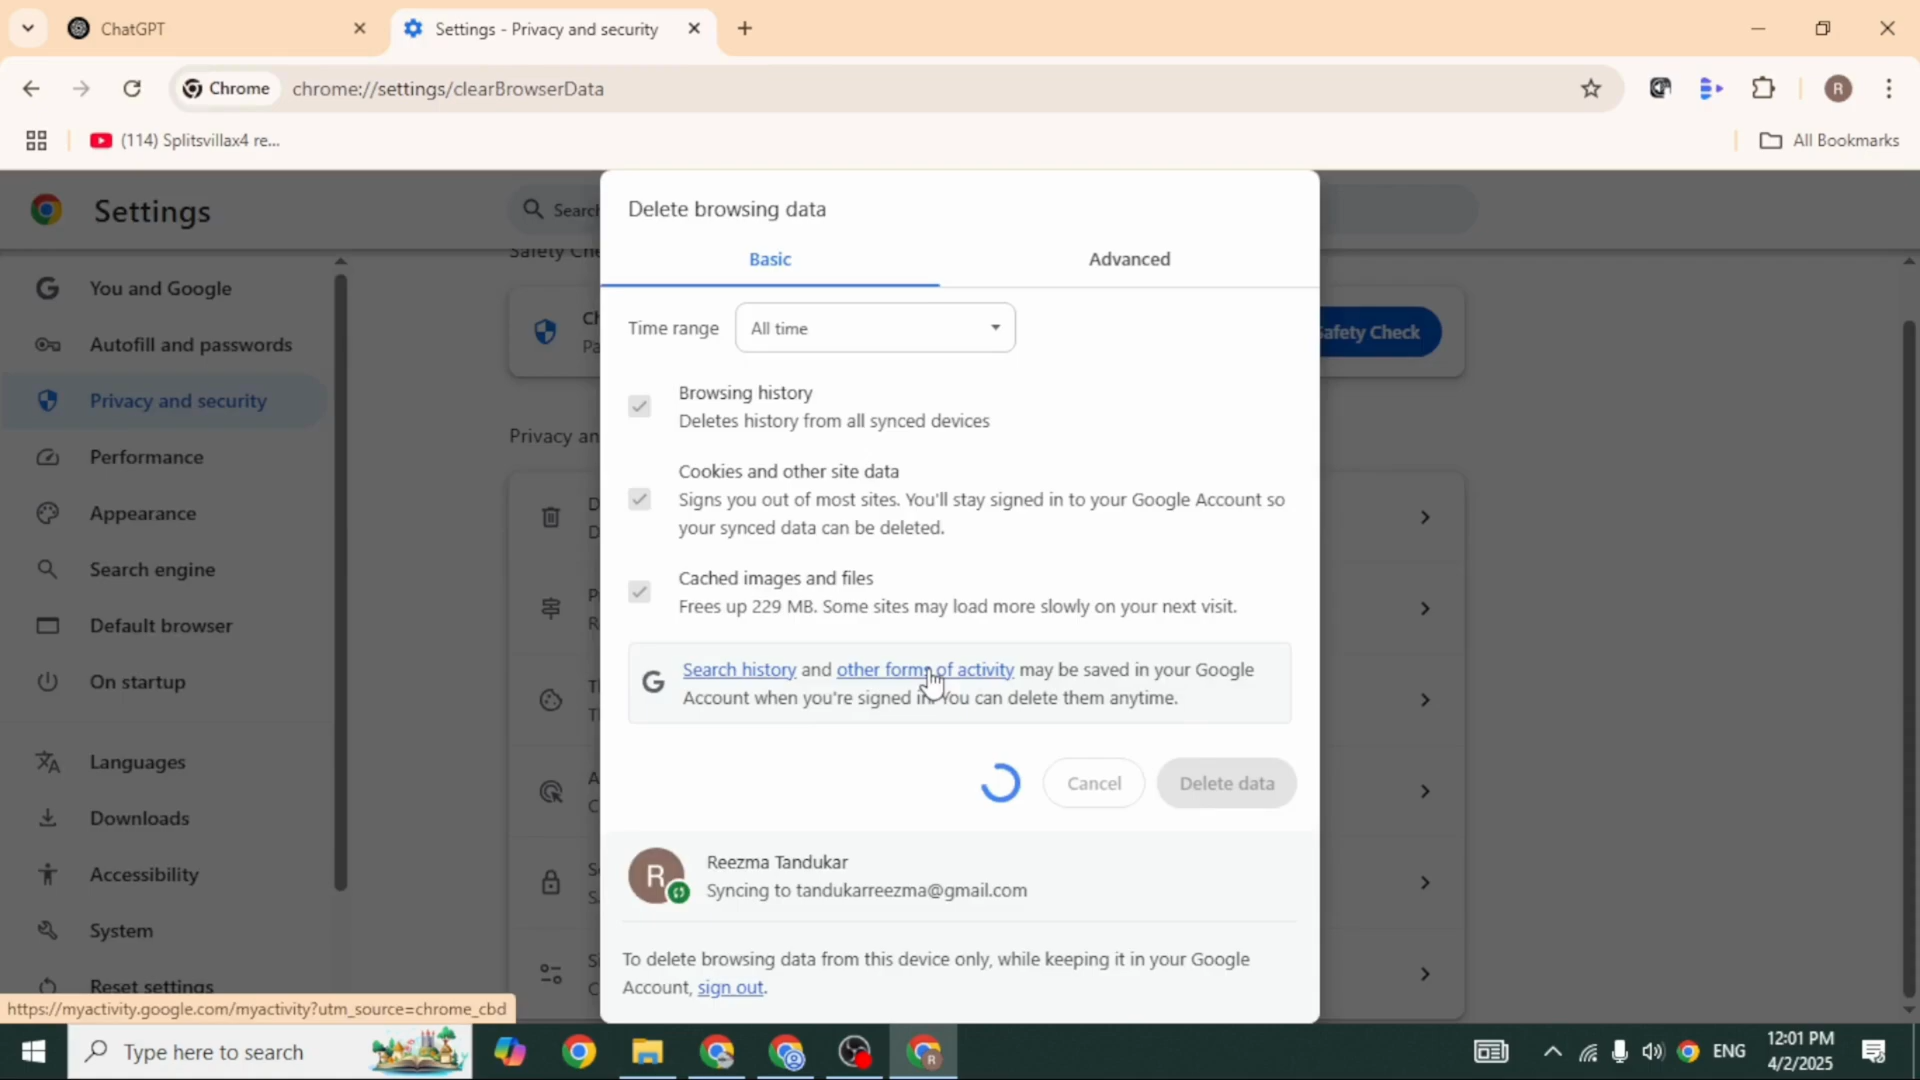 ChatGPT
Settings - Privacy and security
Chrome
chrome://settings/clearBrowserData
(114) Splitsvillax4 re...
All Bookmarks
Settings
Delete browsing data
Basic
Advanced
You and Google
Autofill and passwords
Privacy and security
Performance
Appearance
Search engine
Default browser
On startup
Languages
Downloads
Accessibility
System
Reset settings
Safety Check
Time range
All time
Browsing history
Deletes history from all synced devices
Cookies and other site data
Signs you out of most sites. You'll stay signed in to your Google Account so
your synced data can be deleted.
Cached images and files
Frees up 229 MB. Some sites may load more slowly on your next visit.
G Search history and other forms of activity may be saved in your Google
Account when you're signed in. You can delete them anytime.
Cancel
Delete data
R
Reezma Tandukar
Syncing to tandukarreezma@gmail.com
To delete browsing data from this device only, while keeping it in your Google
Account, sign out.
https://myactivity.google.com/myactivity?utm_source=chrome_cbd
Type here to search
ENG
12:01 PM
4/2/2025